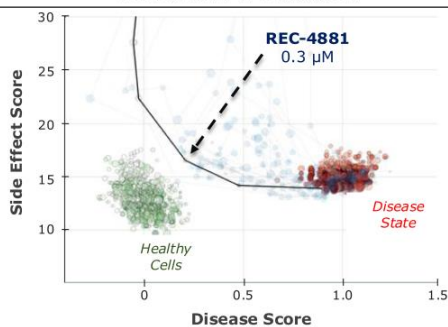 30
25
20
15
10
Side Effect Score
REC-4881
0.3 µM
Healthy
Cells
Disease
State
0
0.5
1.0
1.5
Disease Score